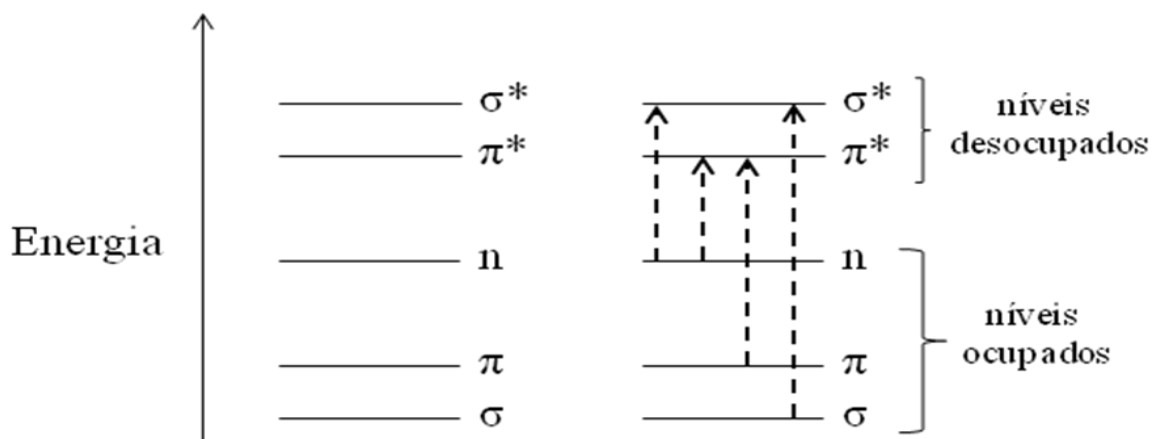 Energia
σ*
π*
n
π
σ
σ*
π*
n
π
σ
níveis
desocupados
níveis
ocupados